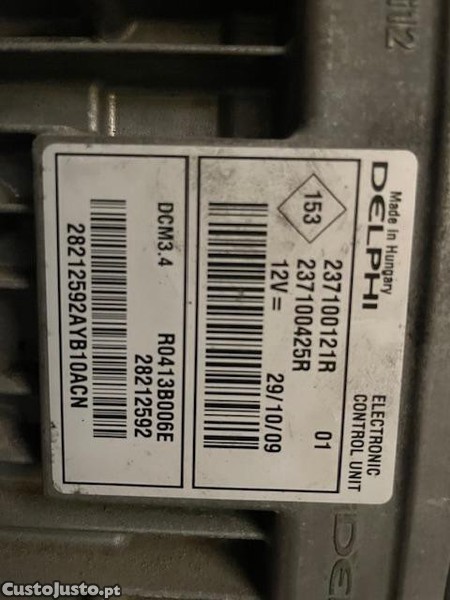 DELPHI
Made in Hungary
ELECTRONIC
CONTROL UNIT
153
237100121R 01
237100425R
12V= 29/10/09
DCM3.4
R0413B006E
28212592
28212592AYB10ACN
CustoJusto.pt